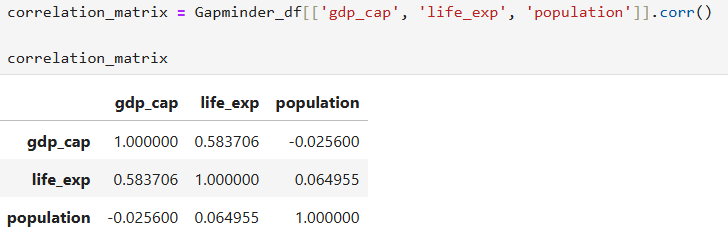 correlation_matrix = Gapminder_df[['gdp_cap', 'life_exp', 'population']].corr()
correlation_matrix
gdp_cap life_exp population
gdp_cap 1.000000 0.583706 -0.025600
life_exp 0.583706 1.000000 0.064955
population -0.025600 0.064955 1.000000